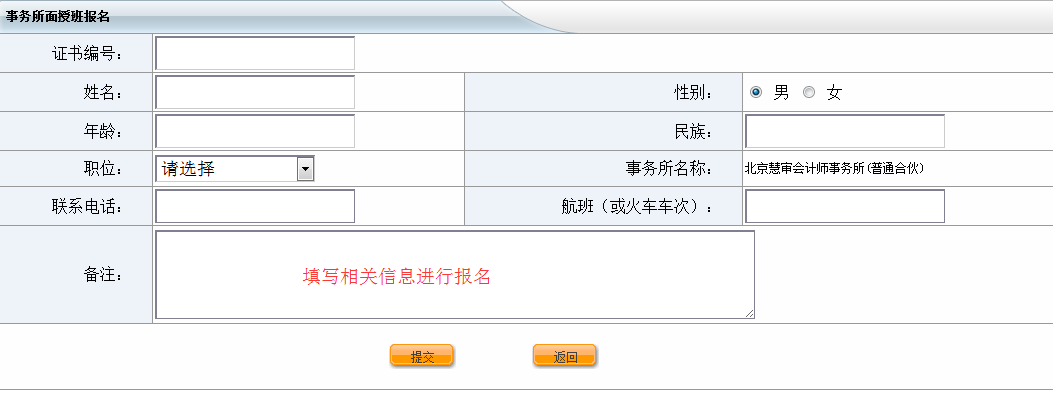 事务所面授班报名
证书编号：
姓名： 性别： 男 女
年龄： 民族：
职位： 请选择 事务所名称： 北京慧审会计师事务所(普通合伙)
联系电话： 航班（或火车车次）：
备注： 填写相关信息进行报名
提交 返回